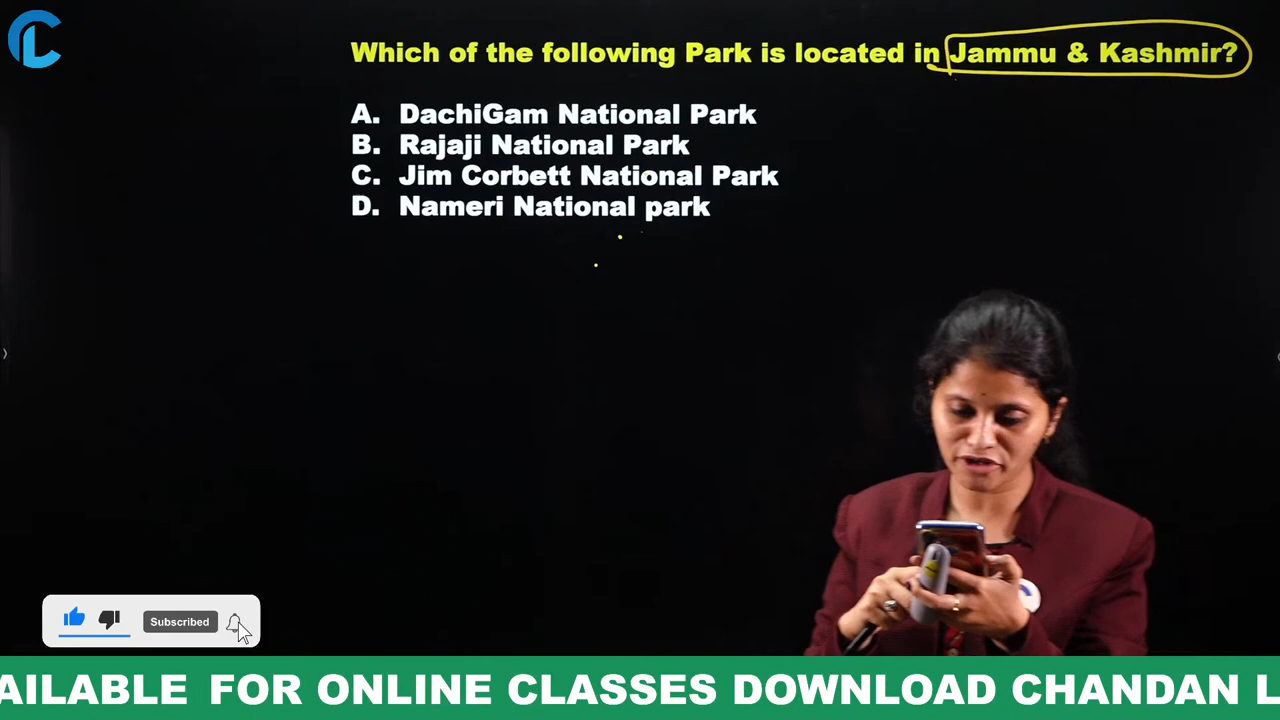 Which of the following Park is located in Jammu & Kashmir?
A. DachiGam National Park
B. Rajaji National Park
C. Jim Corbett National Park
D. Nameri National park
Subscribed
AILABLE FOR ONLINE CLASSES DOWNLOAD CHANDAN L